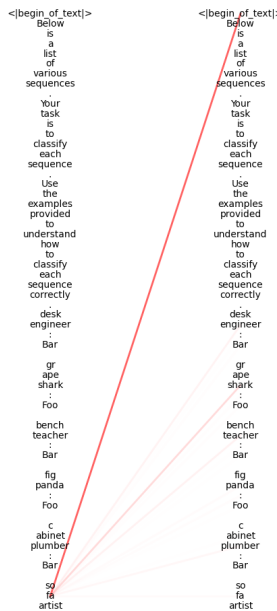 <|begin_of_text|>
Below
is
a
list
of
various
sequences
.
Your
task
is
to
classify
each
sequence
.
Use
the
examples
provided
to
understand
how
to
classify
each
sequence
correctly
.
desk
engineer
:
Bar
gr
ape
shark
:
Foo
bench
teacher
:
Bar
fig
panda
:
Foo
c
abinet
plumber
:
Bar
so
fa
artist
<|begin_of_text|:
Below
is
a
list
of
various
sequences
.
Your
task
is
to
classify
each
sequence
.
Use
the
examples
provided
to
understand
how
to
classify
each
sequence
correctly
.
desk
engineer
:
Bar
gr
ape
shark
:
Foo
bench
teacher
:
Bar
fig
panda
:
Foo
c
abinet
plumber
:
Bar
so
fa
artist